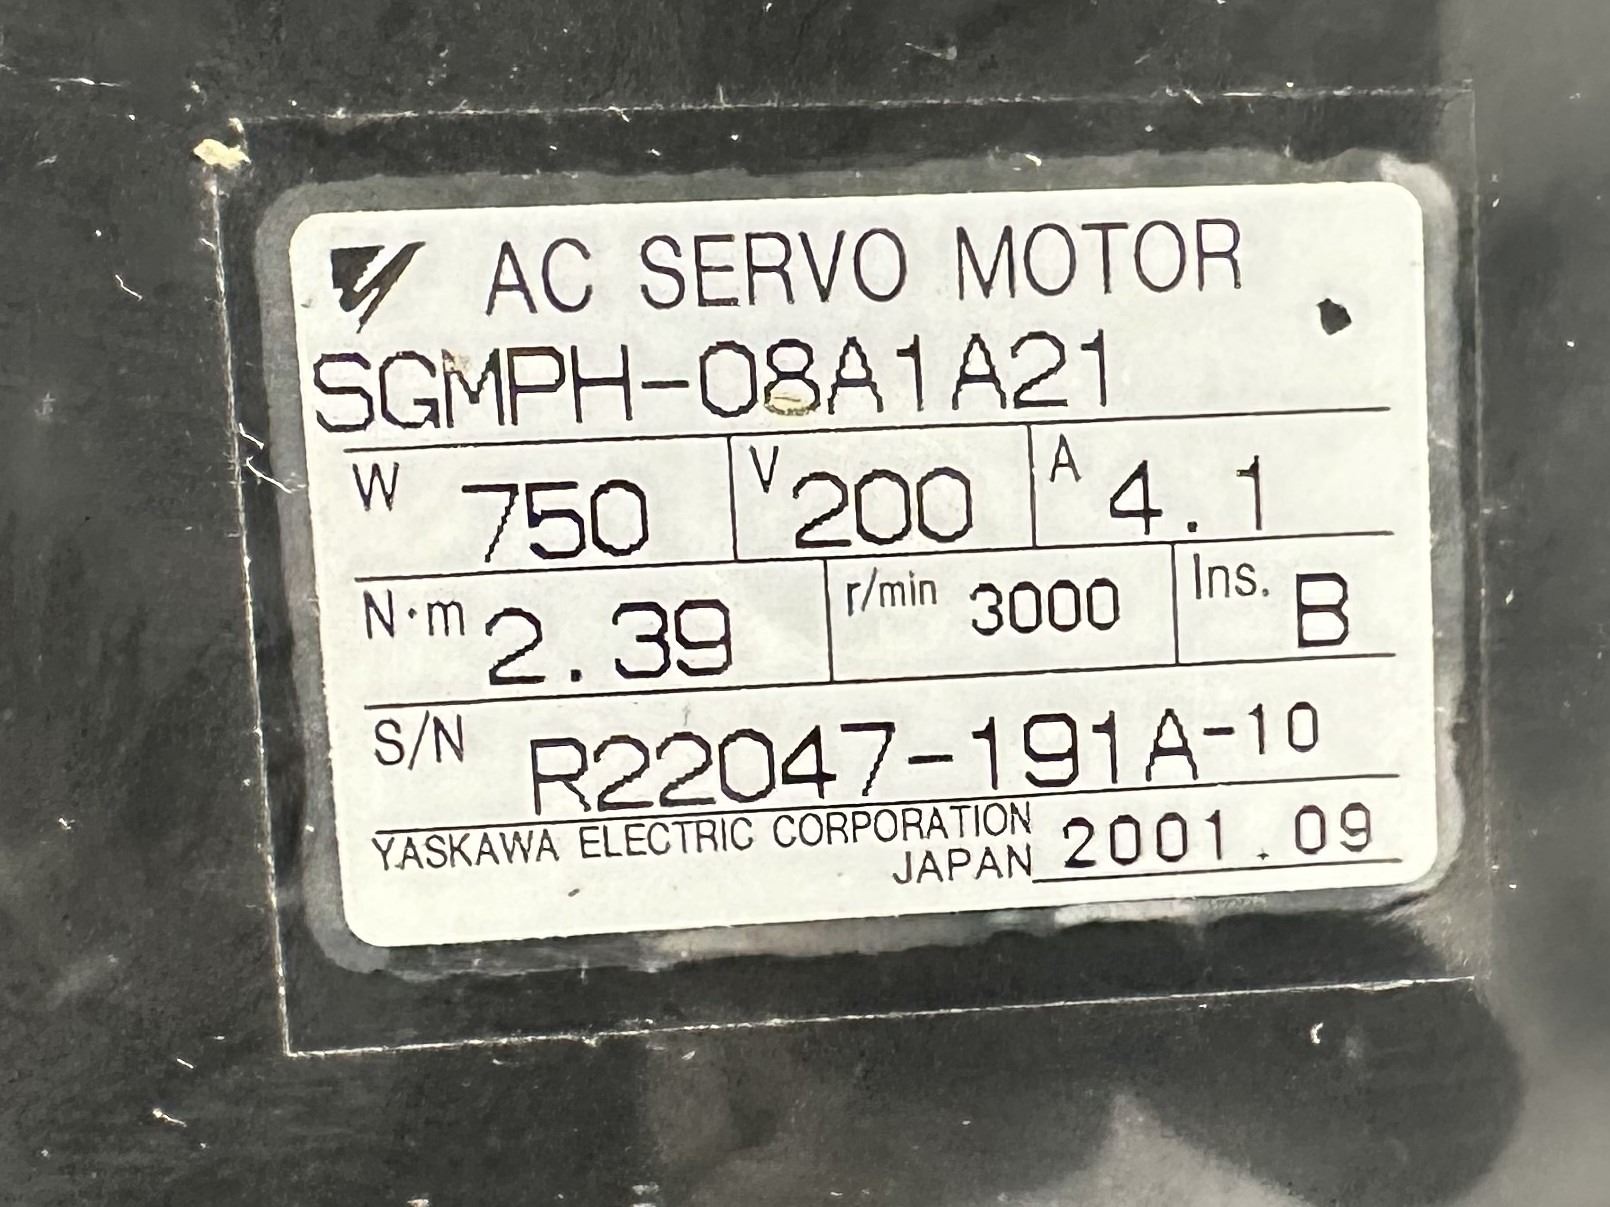 AC SERVO MOTOR
SGMPH-08A1A21
W 750 V 200 A 4.1
N·m 2.39 r/min 3000 Ins. B
S/N R22047-191A-10
YASKAWA ELECTRIC CORPORATION
JAPAN 2001.09